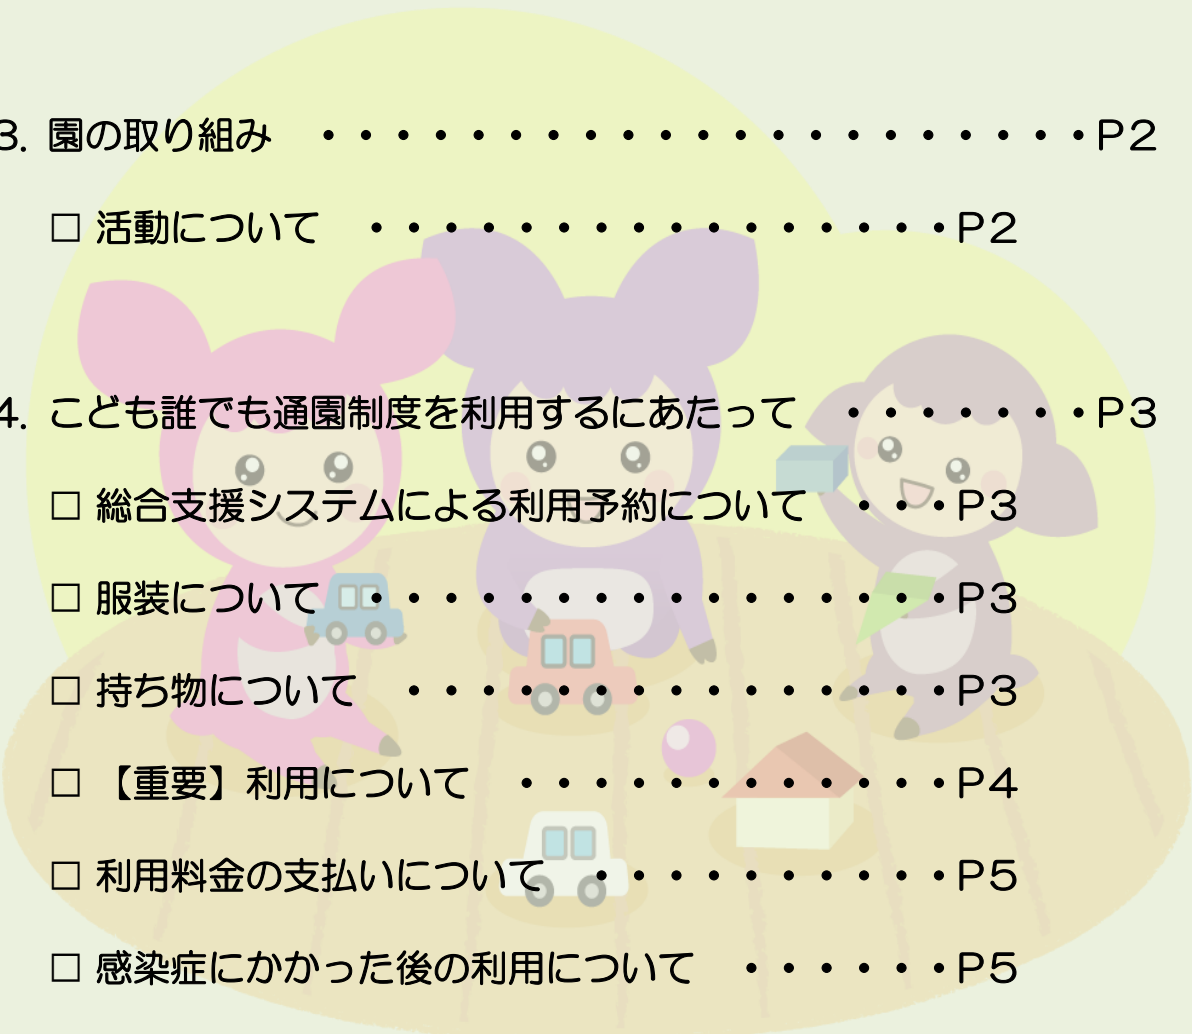 3. 園の取り組み ・・・・・・・・・・・・・・・・・・・・・P2
□ 活動について ・・・・・・・・・・・・・・・・P2
4. こども誰でも通園制度を利用するにあたって ・・・・・・・P3
□ 総合支援システムによる利用予約について ・・・P3
□ 服装について ・・・・・・・・・・・・・・・・P3
□ 持ち物について ・・・・・・・・・・・・・・・P3
□ 【重要】利用について ・・・・・・・・・・・・P4
□ 利用料金の支払いについて ・・・・・・・・・・P5
□ 感染症にかかった後の利用について ・・・・・・P5